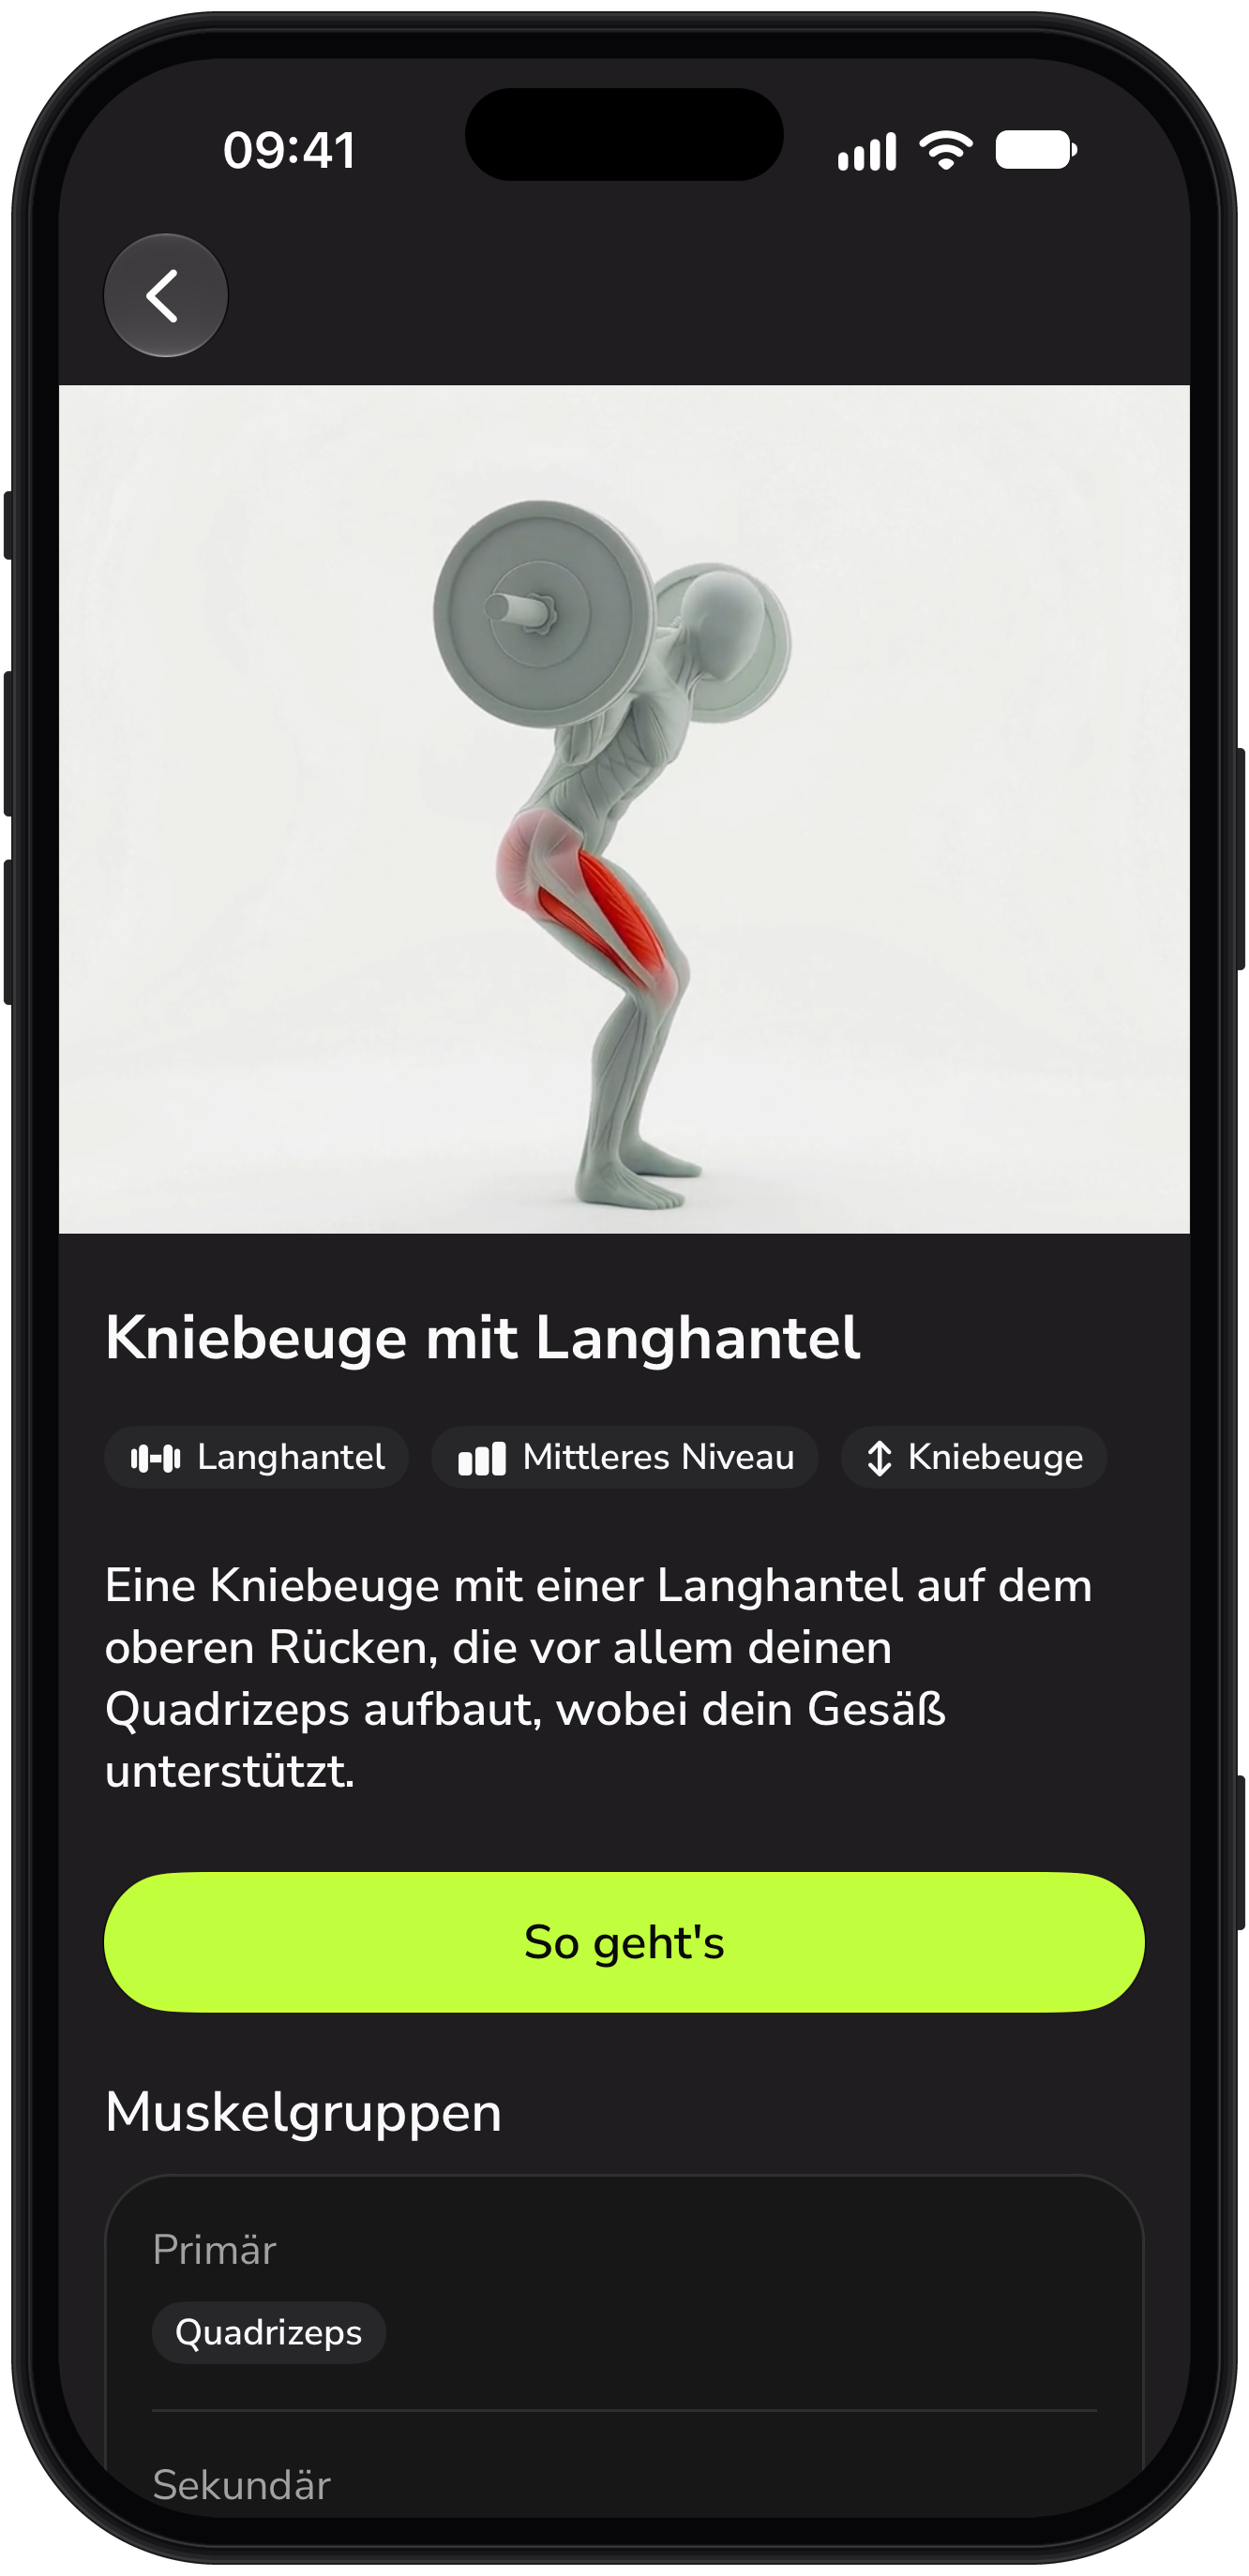 09:41
Kniebeuge mit Langhantel
Langhantel Mittleres Niveau Kniebeuge
Eine Kniebeuge mit einer Langhantel auf dem
oberen Rücken, die vor allem deinen
Quadrizeps aufbaut, wobei dein Gesäß
unterstützt.
So geht's
Muskelgruppen
Primär
Quadrizeps
Sekundär